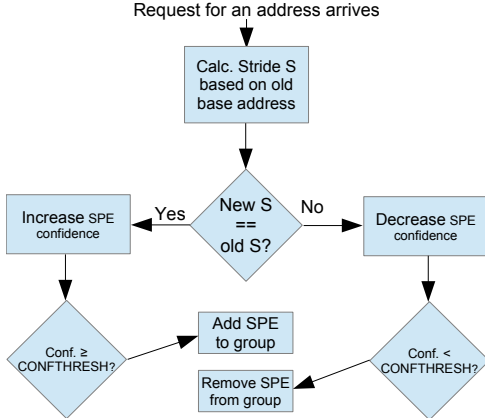 Request for an address arrives
Calc. Stride S
based on old
base address
New S
==
old S?
Yes
No
Increase SPE
confidence
Decrease SPE
confidence
Conf. ≥
CONFTHRESH?
Add SPE
to group
Conf. <
CONFTHRESH?
Remove SPE
from group